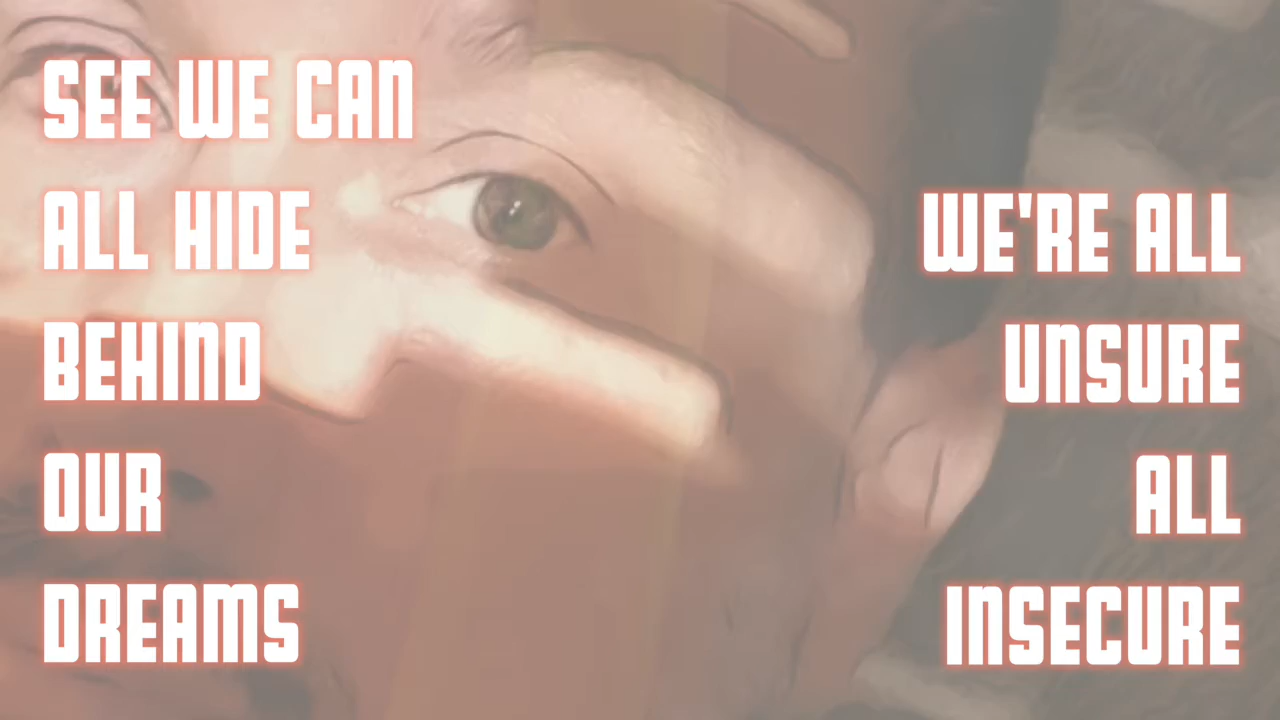 SEE WE CAN
ALL HIDE
BEHIND
OUR
DREAMS
WE'RE ALL
UNSURE
ALL
INSECURE